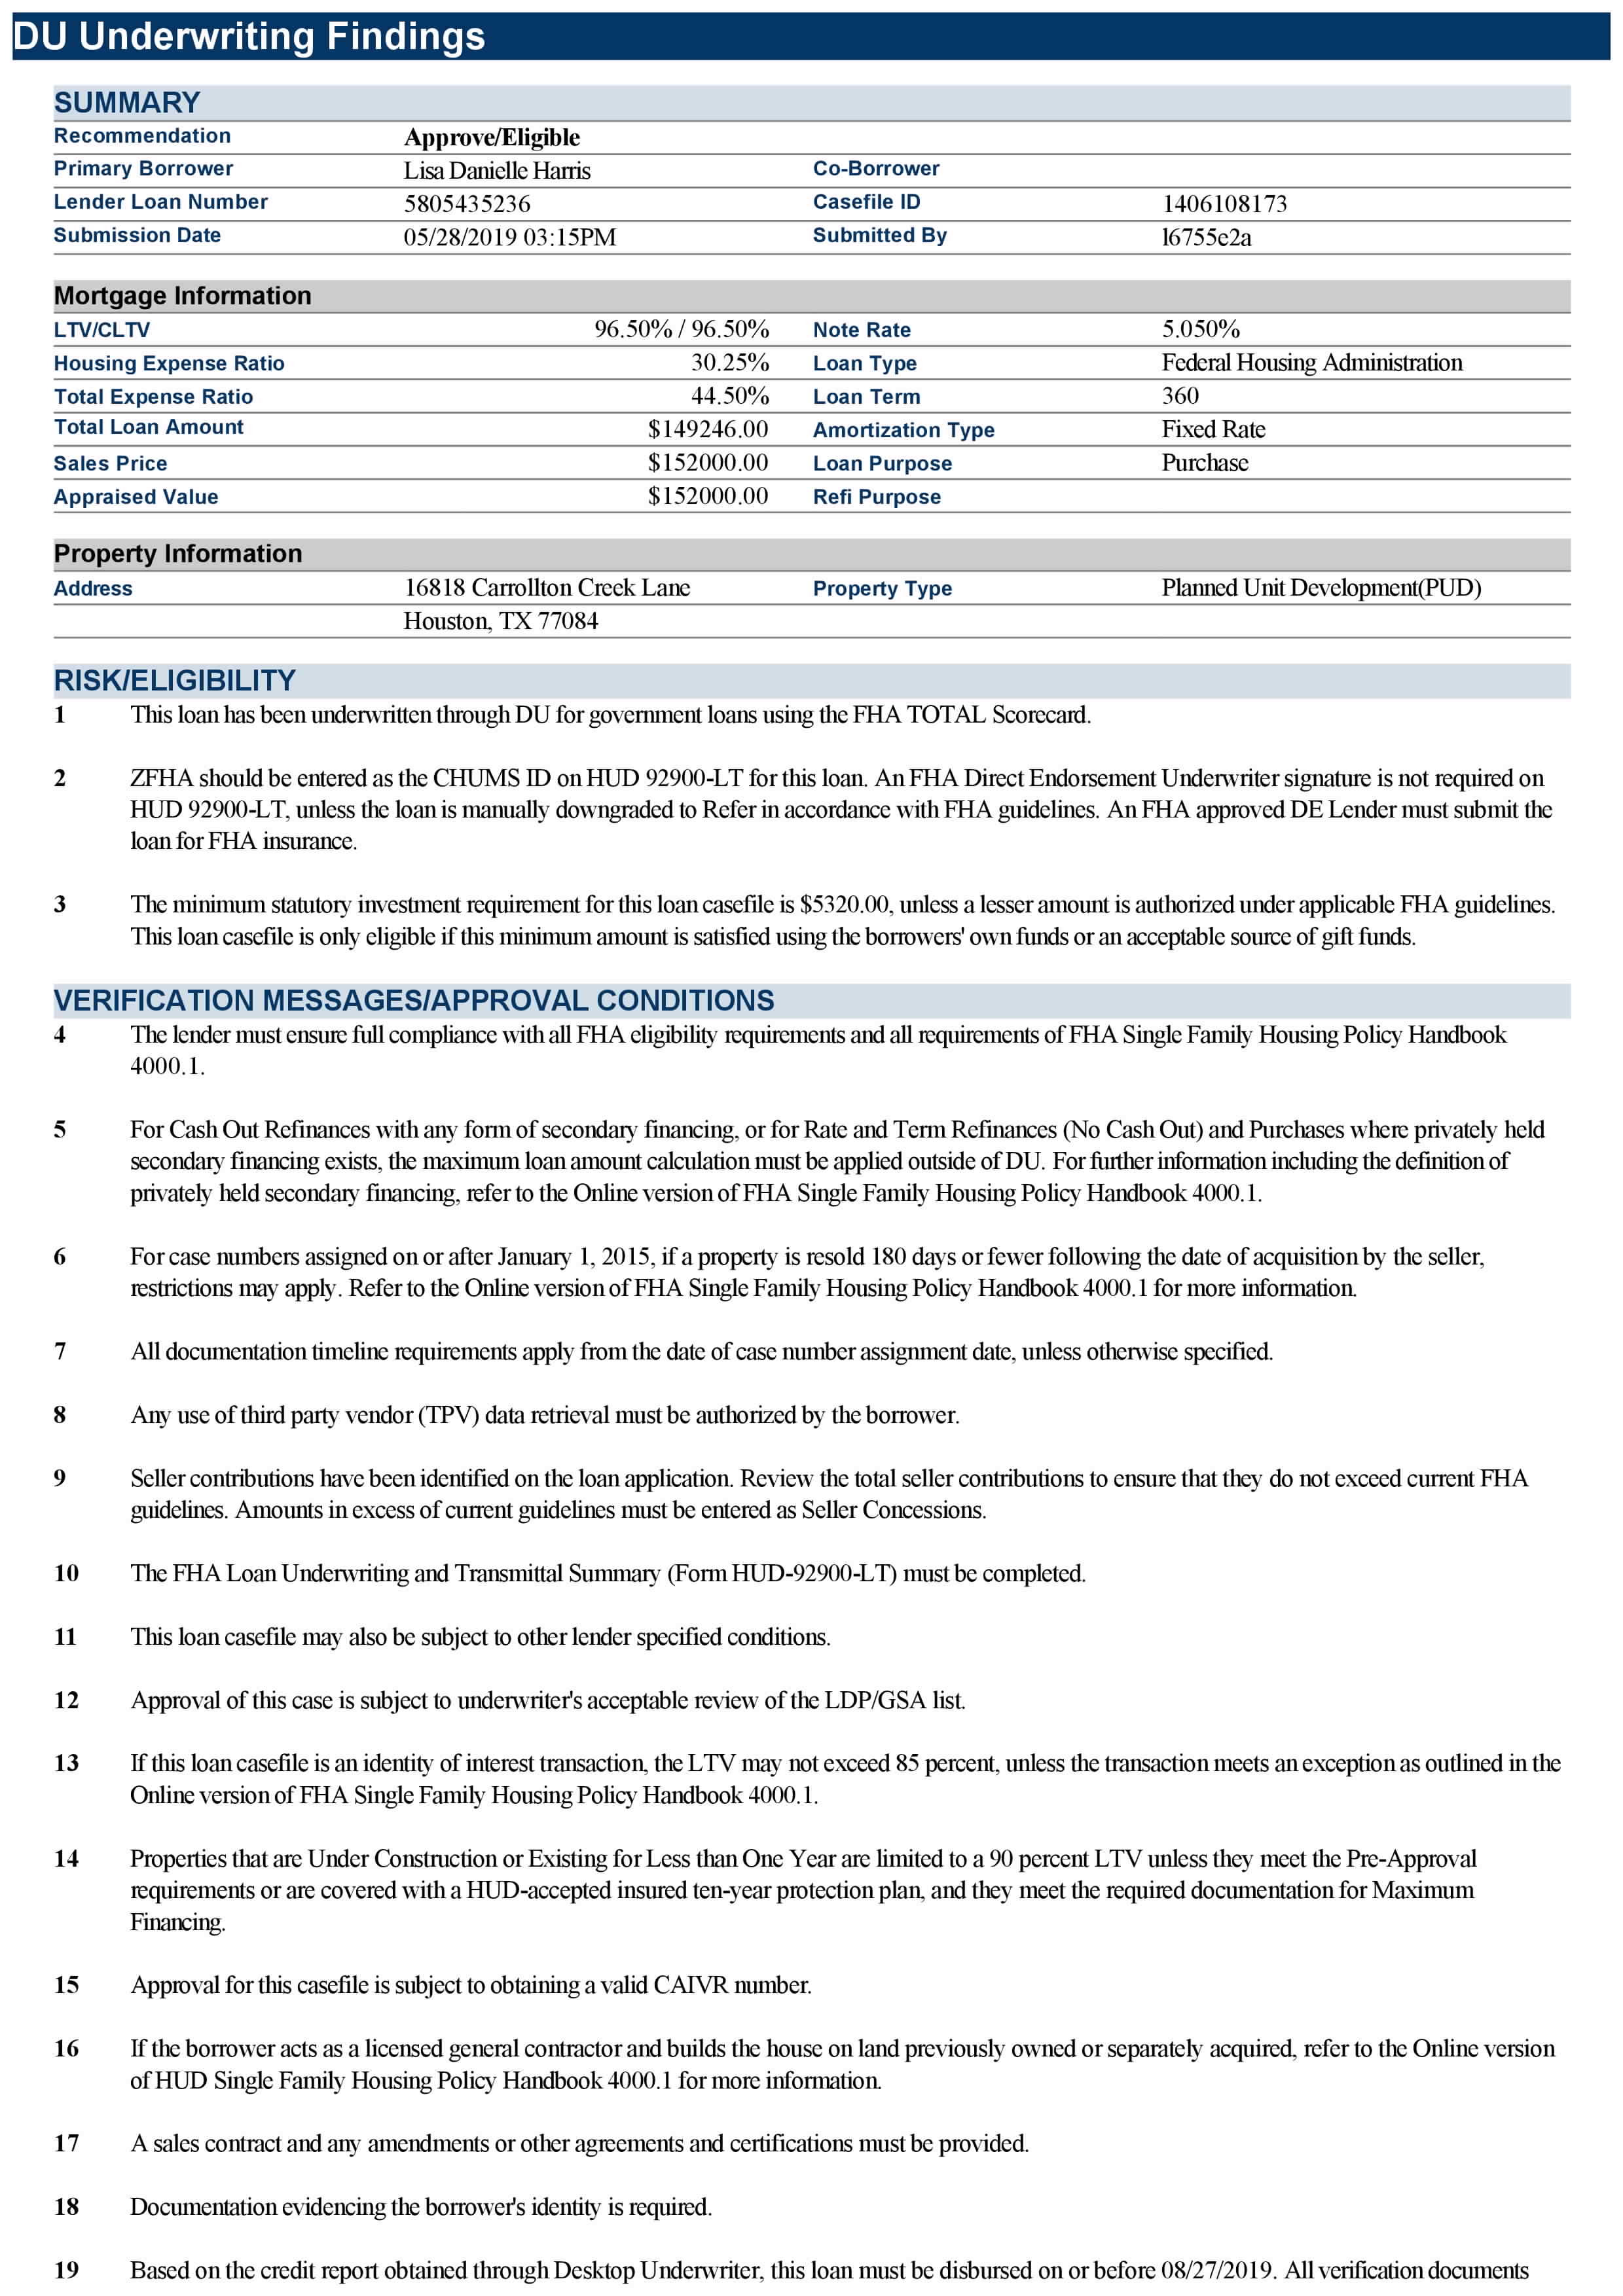 DU Underwriting Findings
SUMMARY
Recommendation Approve/Eligible
Primary Borrower Lisa Danielle Harris Co-Borrower
Lender Loan Number 5805435236 Casefile ID 1406108173
Submission Date 05/28/2019 03:15PM Submitted By l6755e2a
Mortgage Information
LTV/CLTV 96.50% / 96.50% Note Rate 5.050%
Housing Expense Ratio 30.25% Loan Type Federal Housing Administration
Total Expense Ratio 44.50% Loan Term 360
Total Loan Amount $149246.00 Amortization Type Fixed Rate
Sales Price $152000.00 Loan Purpose Purchase
Appraised Value $152000.00 Refi Purpose
Property Information
Address 16818 Carrollton Creek Lane Property Type Planned Unit Development(PUD)
Houston, TX 77084
RISK/ELIGIBILITY
1 This loan has been underwritten through DU for government loans using the FHA TOTAL Scorecard.
2 ZFHA should be entered as the CHUMS ID on HUD 92900-LT for this loan. An FHA Direct Endorsement Underwriter signature is not required on
HUD 92900-LT, unless the loan is manually downgraded to Refer in accordance with FHA guidelines. An FHA approved DE Lender must submit the
loan for FHA insurance.
3 The minimum statutory investment requirement for this loan casefile is $5320.00, unless a lesser amount is authorized under applicable FHA guidelines.
This loan casefile is only eligible if this minimum amount is satisfied using the borrowers' own funds or an acceptable source of gift funds.
VERIFICATION MESSAGES/APPROVAL CONDITIONS
4 The lender must ensure full compliance with all FHA eligibility requirements and all requirements of FHA Single Family Housing Policy Handbook
4000.1.
5 For Cash Out Refinances with any form of secondary financing, or for Rate and Term Refinances (No Cash Out) and Purchases where privately held
secondary financing exists, the maximum loan amount calculation must be applied outside of DU. For further information including the definition of
privately held secondary financing, refer to the Online version of FHA Single Family Housing Policy Handbook 4000.1.
6 For case numbers assigned on or after January 1, 2015, if a property is resold 180 days or fewer following the date of acquisition by the seller,
restrictions may apply. Refer to the Online version of FHA Single Family Housing Policy Handbook 4000.1 for more information.
7 All documentation timeline requirements apply from the date of case number assignment date, unless otherwise specified.
8 Any use of third party vendor (TPV) data retrieval must be authorized by the borrower.
9 Seller contributions have been identified on the loan application. Review the total seller contributions to ensure that they do not exceed current FHA
guidelines. Amounts in excess of current guidelines must be entered as Seller Concessions.
10 The FHA Loan Underwriting and Transmittal Summary (Form HUD-92900-LT) must be completed.
11 This loan casefile may also be subject to other lender specified conditions.
12 Approval of this case is subject to underwriter's acceptable review of the LDP/GSA list.
13 If this loan casefile is an identity of interest transaction, the LTV may not exceed 85 percent, unless the transaction meets an exception as outlined in the
Online version of FHA Single Family Housing Policy Handbook 4000.1.
14 Properties that are Under Construction or Existing for Less than One Year are limited to a 90 percent LTV unless they meet the Pre-Approval
requirements or are covered with a HUD-accepted insured ten-year protection plan, and they meet the required documentation for Maximum
Financing.
15 Approval for this casefile is subject to obtaining a valid CAIVR number.
16 If the borrower acts as a licensed general contractor and builds the house on land previously owned or separately acquired, refer to the Online version
of HUD Single Family Housing Policy Handbook 4000.1 for more information.
17 A sales contract and any amendments or other agreements and certifications must be provided.
18 Documentation evidencing the borrower's identity is required.
19 Based on the credit report obtained through Desktop Underwriter, this loan must be disbursed on or before 08/27/2019. All verification documents